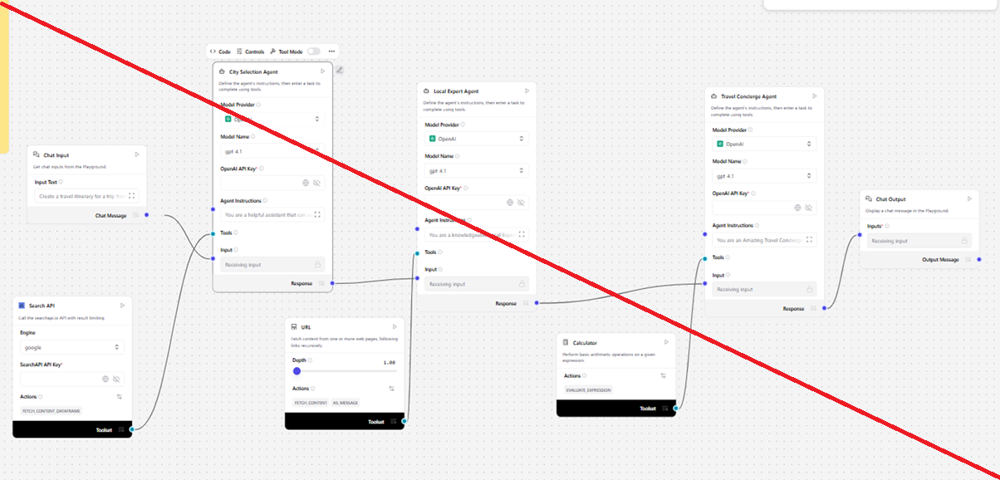 Code Controls Tool Mode
City Selection Agent
Define the agent's instructions, then enter a task to
complete using tools.
Model Provider
Model Name
gpt 4.1
OpenAI API Key*
Agent Instructions
You are a helpful assistant that can
Tools
Input
Receiving input
Response
Chat Input
Get chat inputs from the Playground.
Input Text
Create a travel itinerary for a trip
Chat Message
Search API
Call the searchapi.io API with result limiting
Engine
google
SearchAPI API Key*
Actions
FETCH_CONTENT_DATAFRAME
Toolset
Local Expert Agent
Define the agent's instructions, then enter a task to
complete using tools.
Model Provider
OpenAI
Model Name
gpt 4.1
OpenAI API Key*
Agent Instructions
You are a knowledgeable
Tools
Input
Receiving input
Response
URL
Fetch content from one or more web pages, following
links recursively.
Depth
1.00
Actions
FETCH_CONTENT AS_MESSAGE
Toolset
Travel Concierge Agent
Define the agent's instructions, then enter a task to
complete using tools.
Model Provider
OpenAI
Model Name
gpt 4.1
OpenAI API Key*
Agent Instructions
You are an Amazing Travel Concierge
Tools
Input
Receiving input
Response
Calculator
Perform basic arithmetic operations on a given
expression.
Actions
EVALUATE_EXPRESSION
Toolset
Chat Output
Display a chat message in the Playground.
Inputs*
Receiving input
Output Message